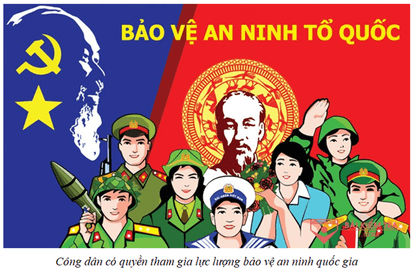 BẢO VỆ AN NINH TỔ QUỐC
Công dân có quyền tham gia lực lượng bảo vệ an ninh quốc gia